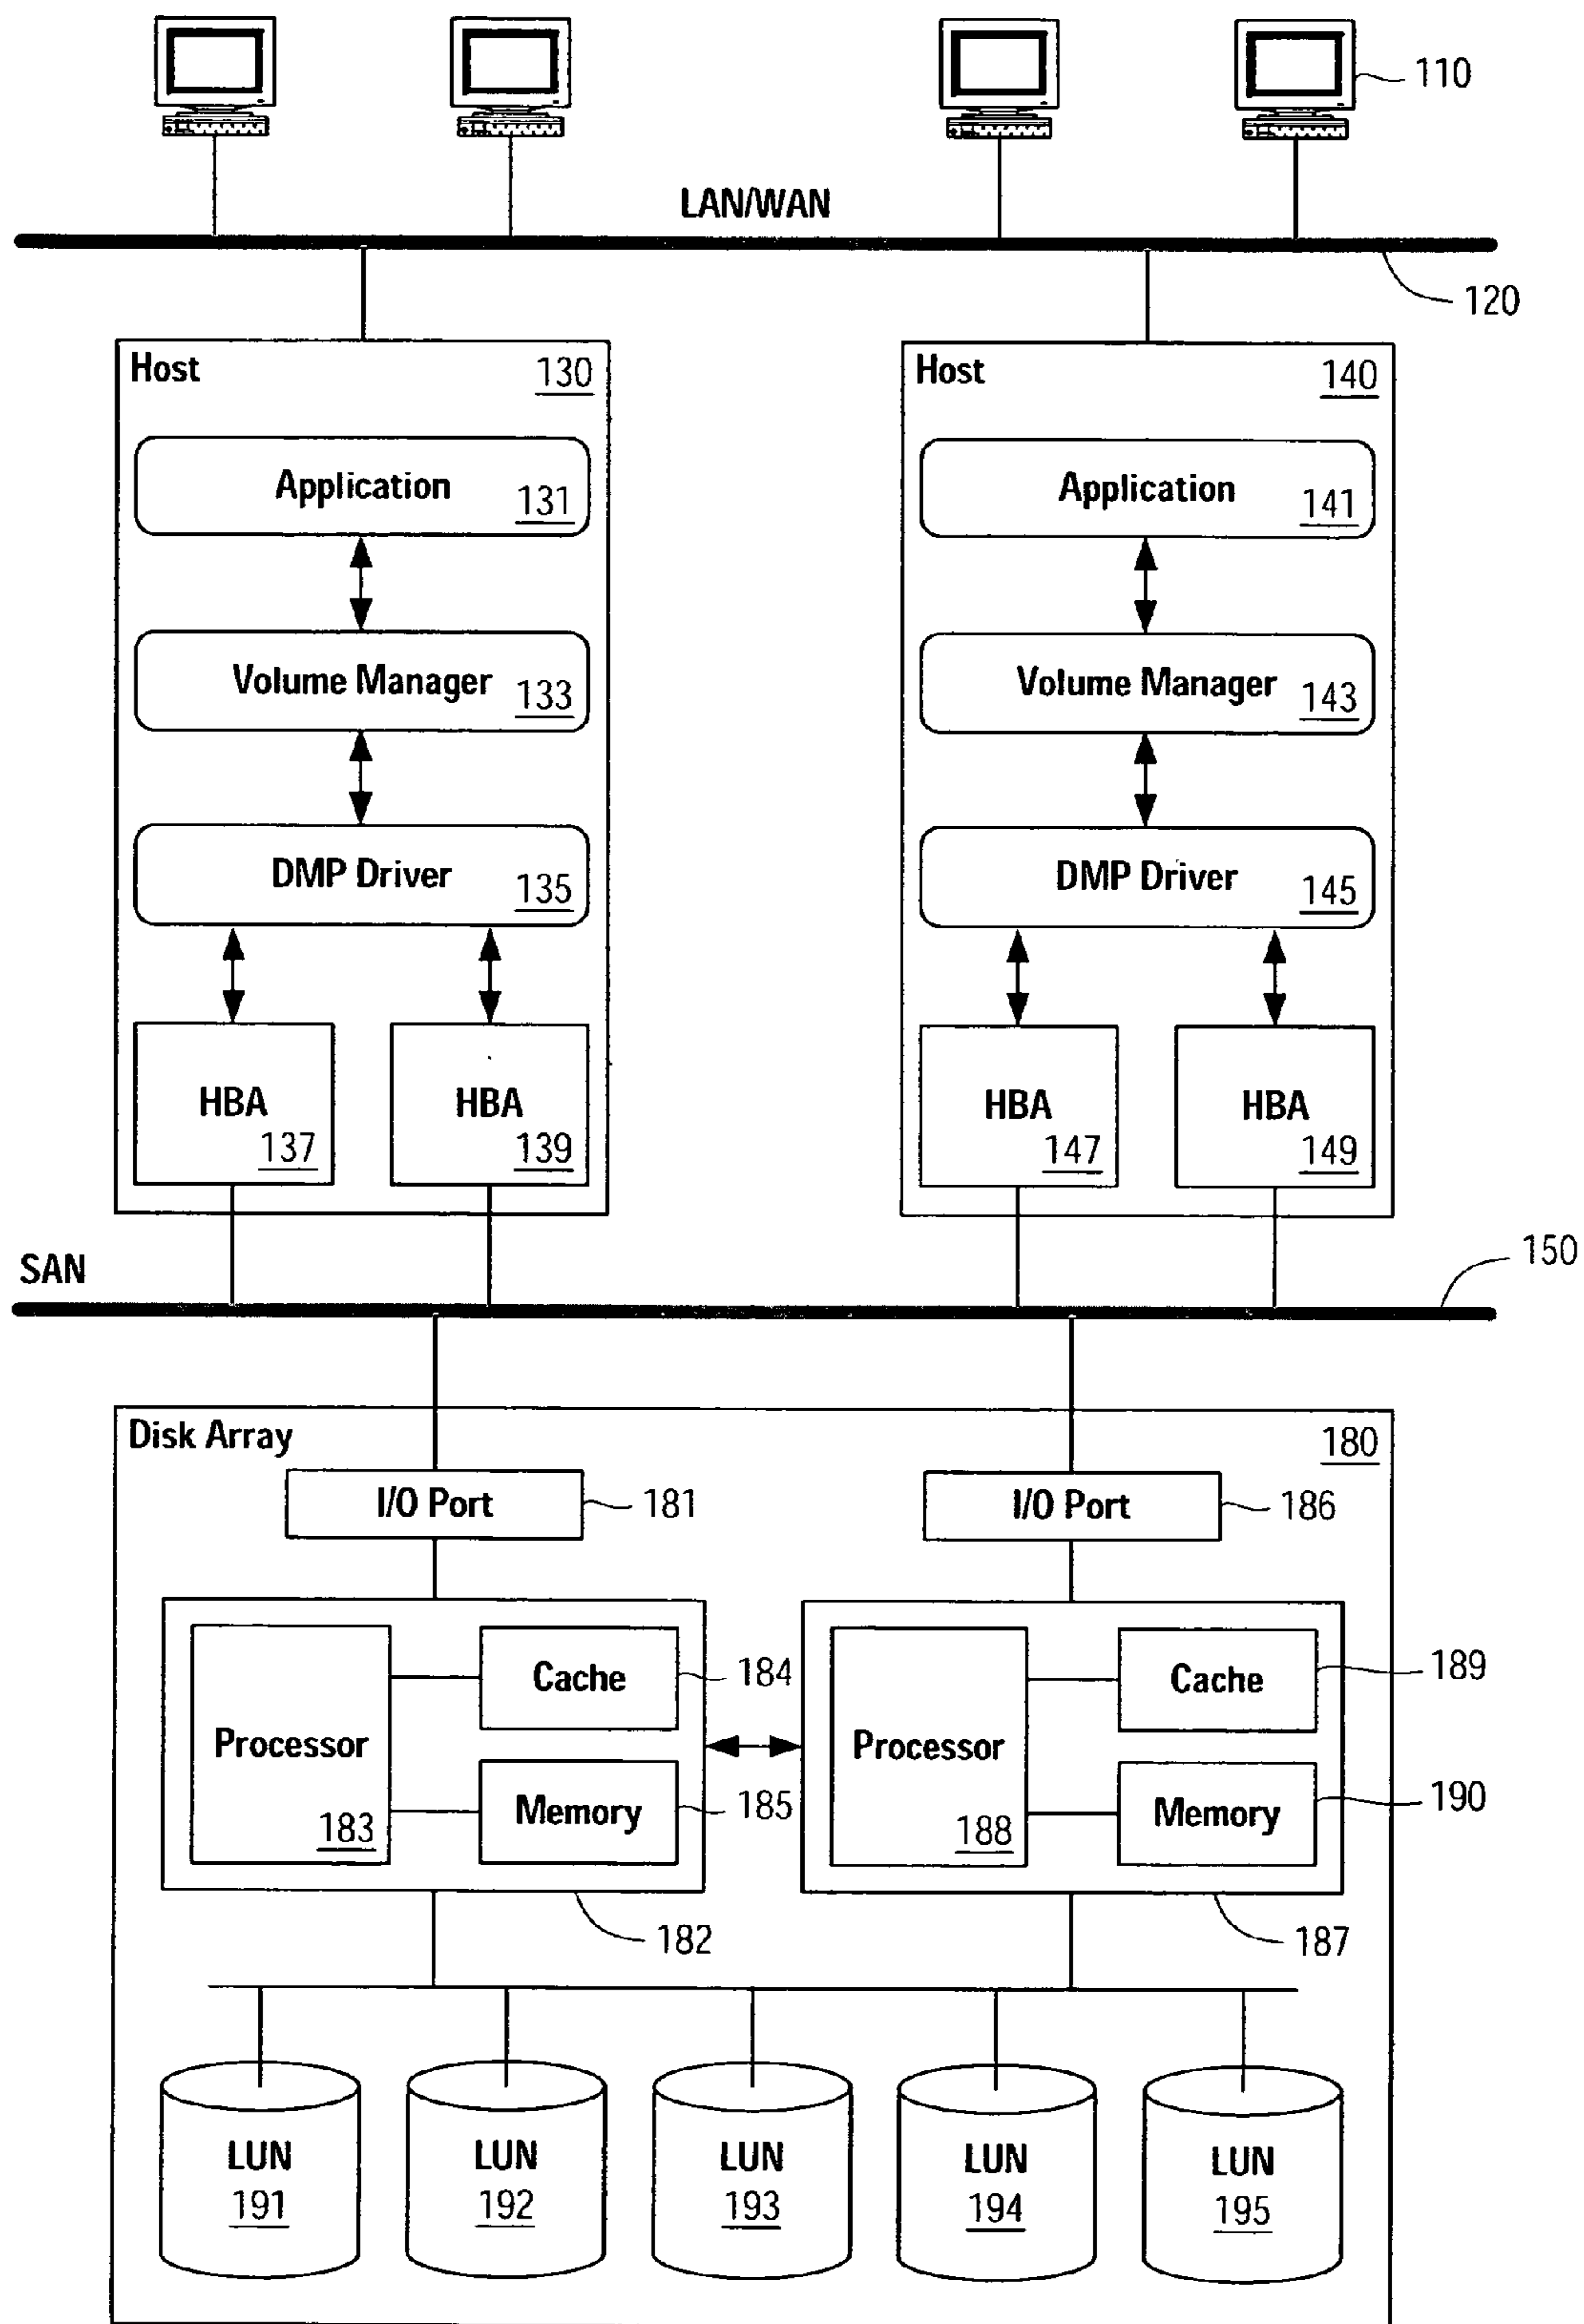 110
LAN/WAN
120
Host 130
Host 140
Application 131
Application 141
Volume Manager 133
Volume Manager 143
DMP Driver 135
DMP Driver 145
HBA 137
HBA 139
HBA 147
HBA 149
SAN
150
Disk Array 180
I/O Port 181
I/O Port 186
Processor 183
Cache 184
Memory 185
182
Processor 188
Cache 189
Memory 190
187
LUN 191
LUN 192
LUN 193
LUN 194
LUN 195